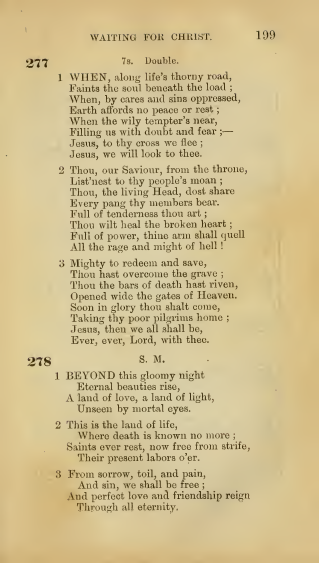 WAITING FOR CHRIST. 199
277 7s. Double.
1 WHEN, along life's thorny road,
Faints the soul beneath the load ;
When, by cares and sins oppressed,
Earth affords no peace or rest ;
When the wily tempter's near,
Filling us with doubt and fear ;—
Jesus, to thy cross we flee ;
Jesus, we will look to thee.
2 Thou, our Saviour, from the throne,
List'nest to thy people's moan ;
Thou, the living Head, dost share
Every pang thy members bear.
Full of tenderness thou art ;
Thou wilt heal the broken heart ;
Full of power, thine arm shall quell
All the rage and might of hell !
3 Mighty to redeem and save,
Thou hast overcome the grave ;
Thou the bars of death hast riven,
Opened wide the gates of Heaven.
Soon in glory thou shalt come,
Taking thy poor pilgrims home ;
Jesus, then we all shall be,
Ever, ever, Lord, with thee.
278 S. M.
1 BEYOND this gloomy night
Eternal beauties rise,
A land of love, a land of light,
Unseen by mortal eyes.
2 This is the land of life,
Where death is known no more ;
Saints ever rest, now free from strife,
Their present labors o'er.
3 From sorrow, toil, and pain,
And sin, we shall be free ;
And perfect love and friendship reign
Through all eternity.